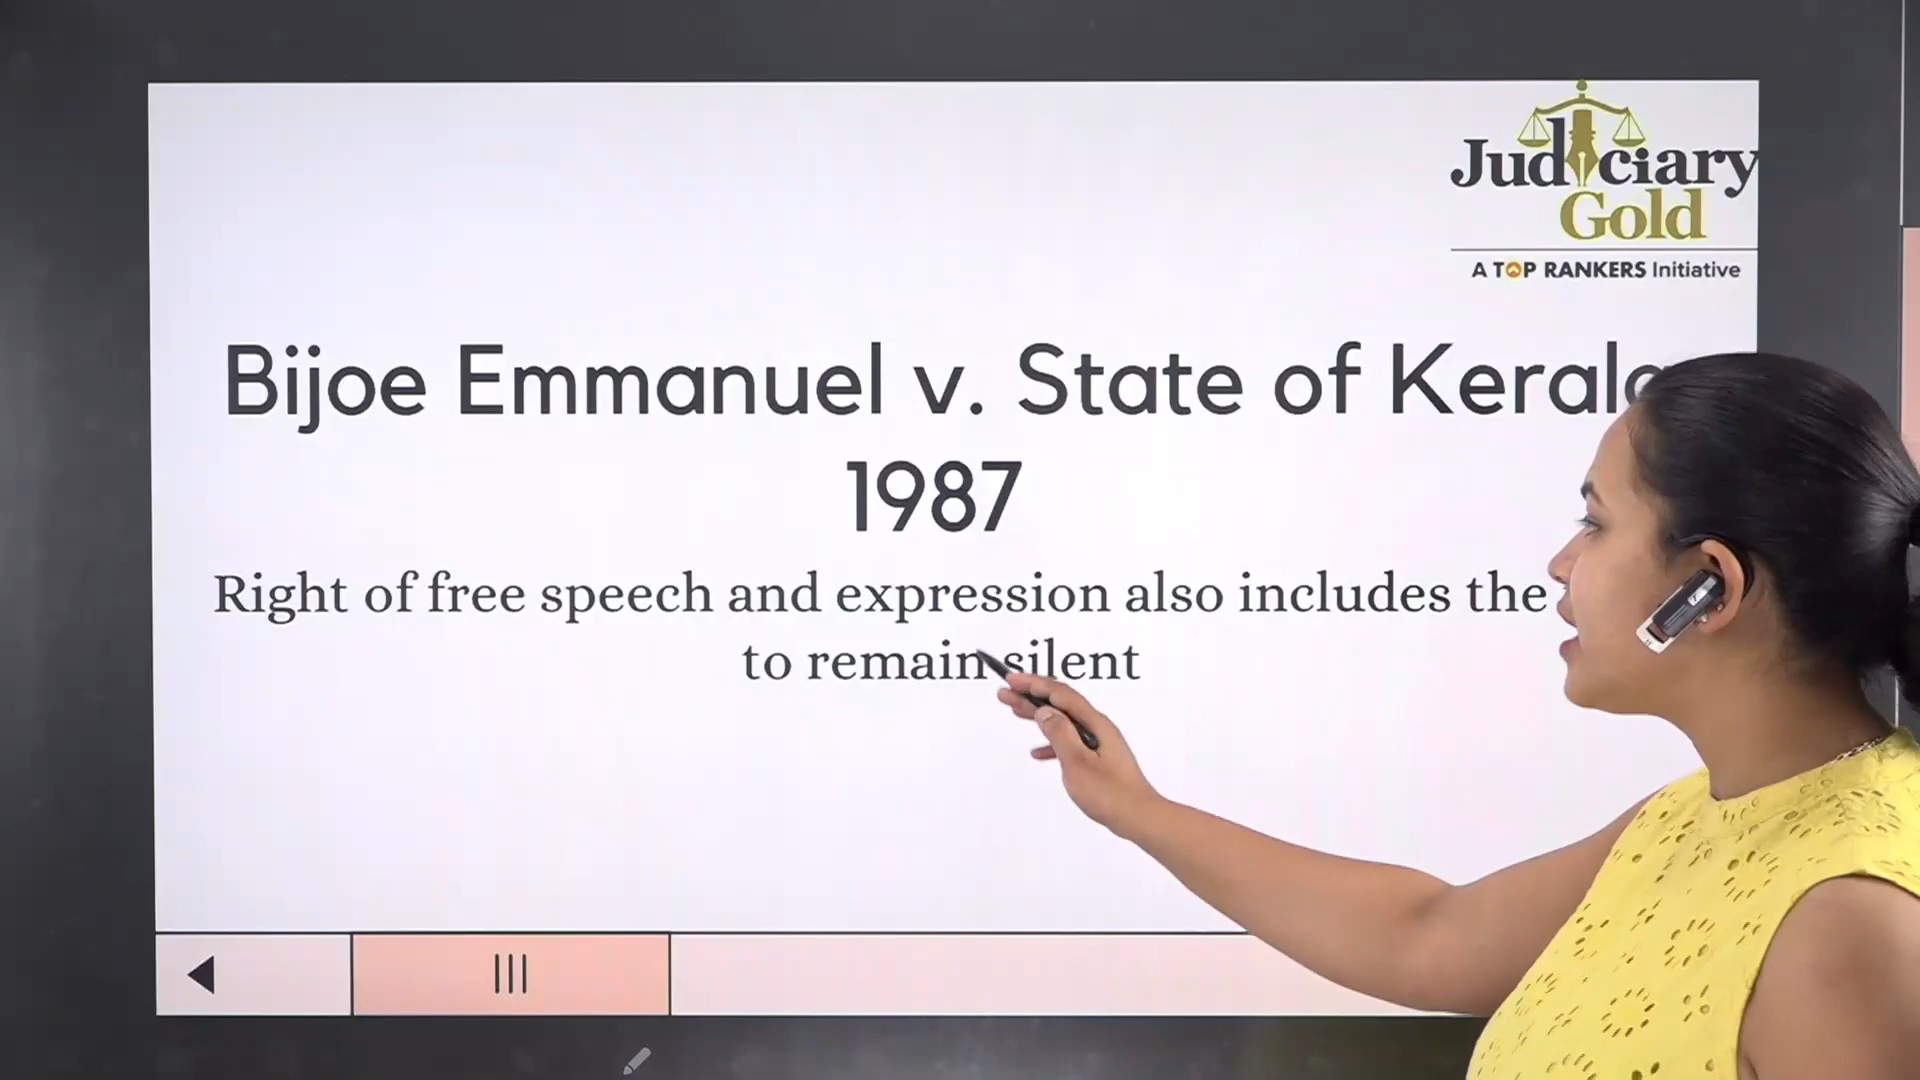 Judiciary
Gold
A TOP RANKERS Initiative
Bijoe Emmanuel v. State of Kerala
1987
Right of free speech and expression also includes the
to remain silent